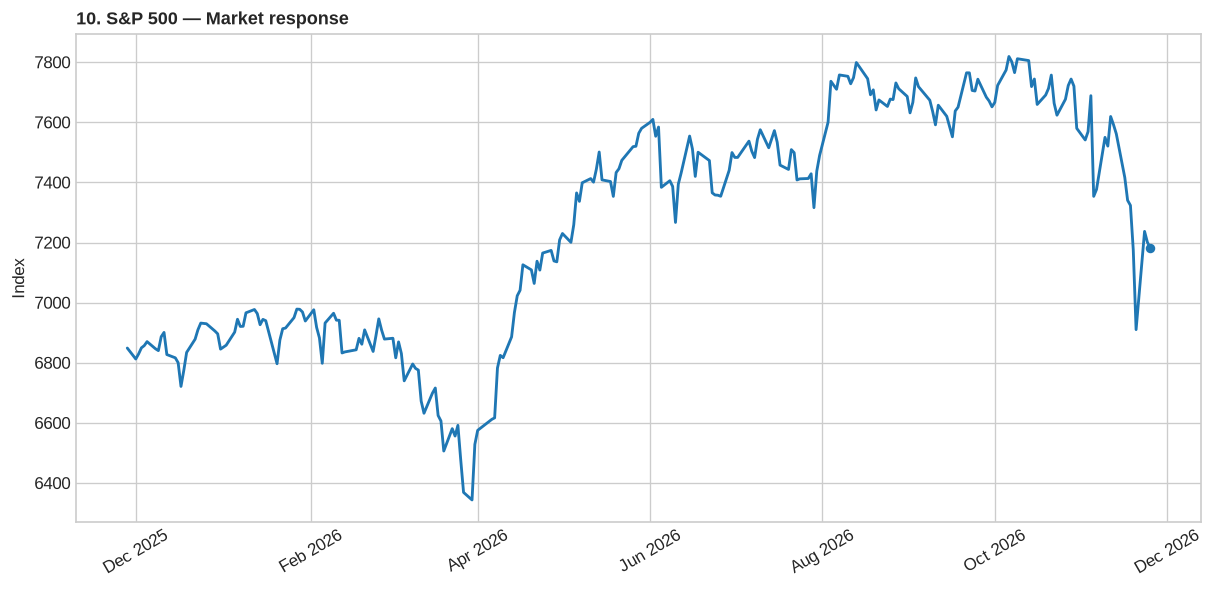 10. S&P 500 — Market response
Index
7800
7600
7400
7200
7000
6800
6600
6400
Dec 2025
Feb 2026
Apr 2026
Jun 2026
Aug 2026
Oct 2026
Dec 2026